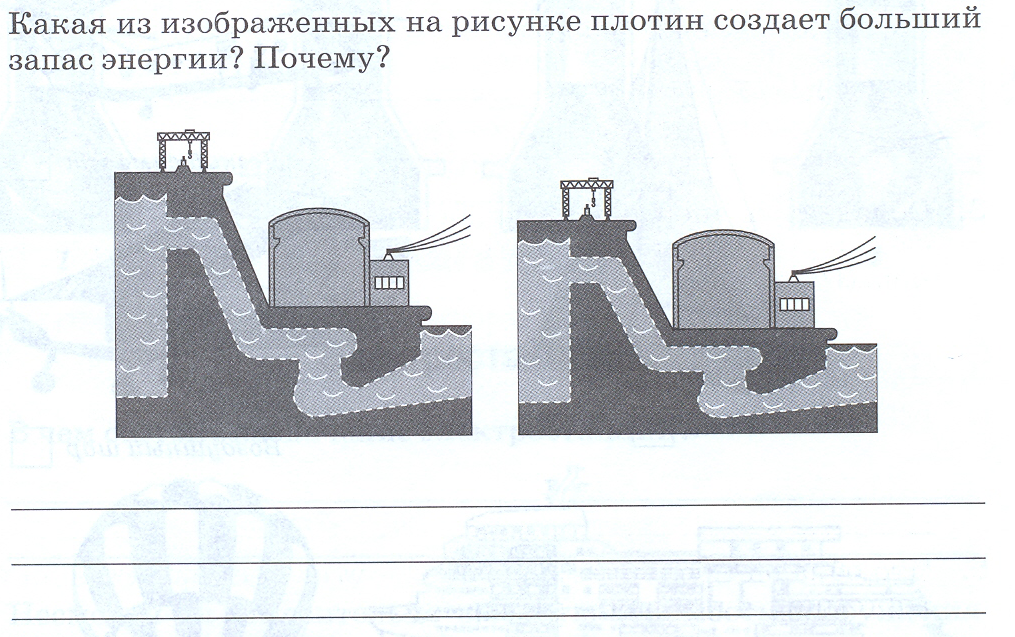 Какая из изображенных на рисунке плотин создает больший
запас энергии? Почему?